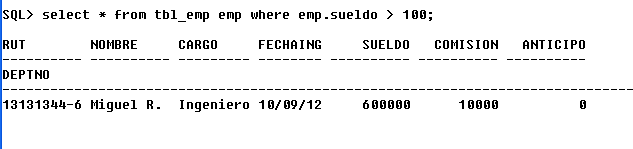 SQL> select * from tbl_emp emp where emp.sueldo > 100;
RUT NOMBRE CARGO FECHAING SUELDO COMISION ANTICIPO
---------- ---------- ---------- ---------- ---------- ---------- ----------
DEPTNO
--------------------------------------------------------------------------------
13131344-6 Miguel R. Ingeniero 10/09/12 600000 10000 0